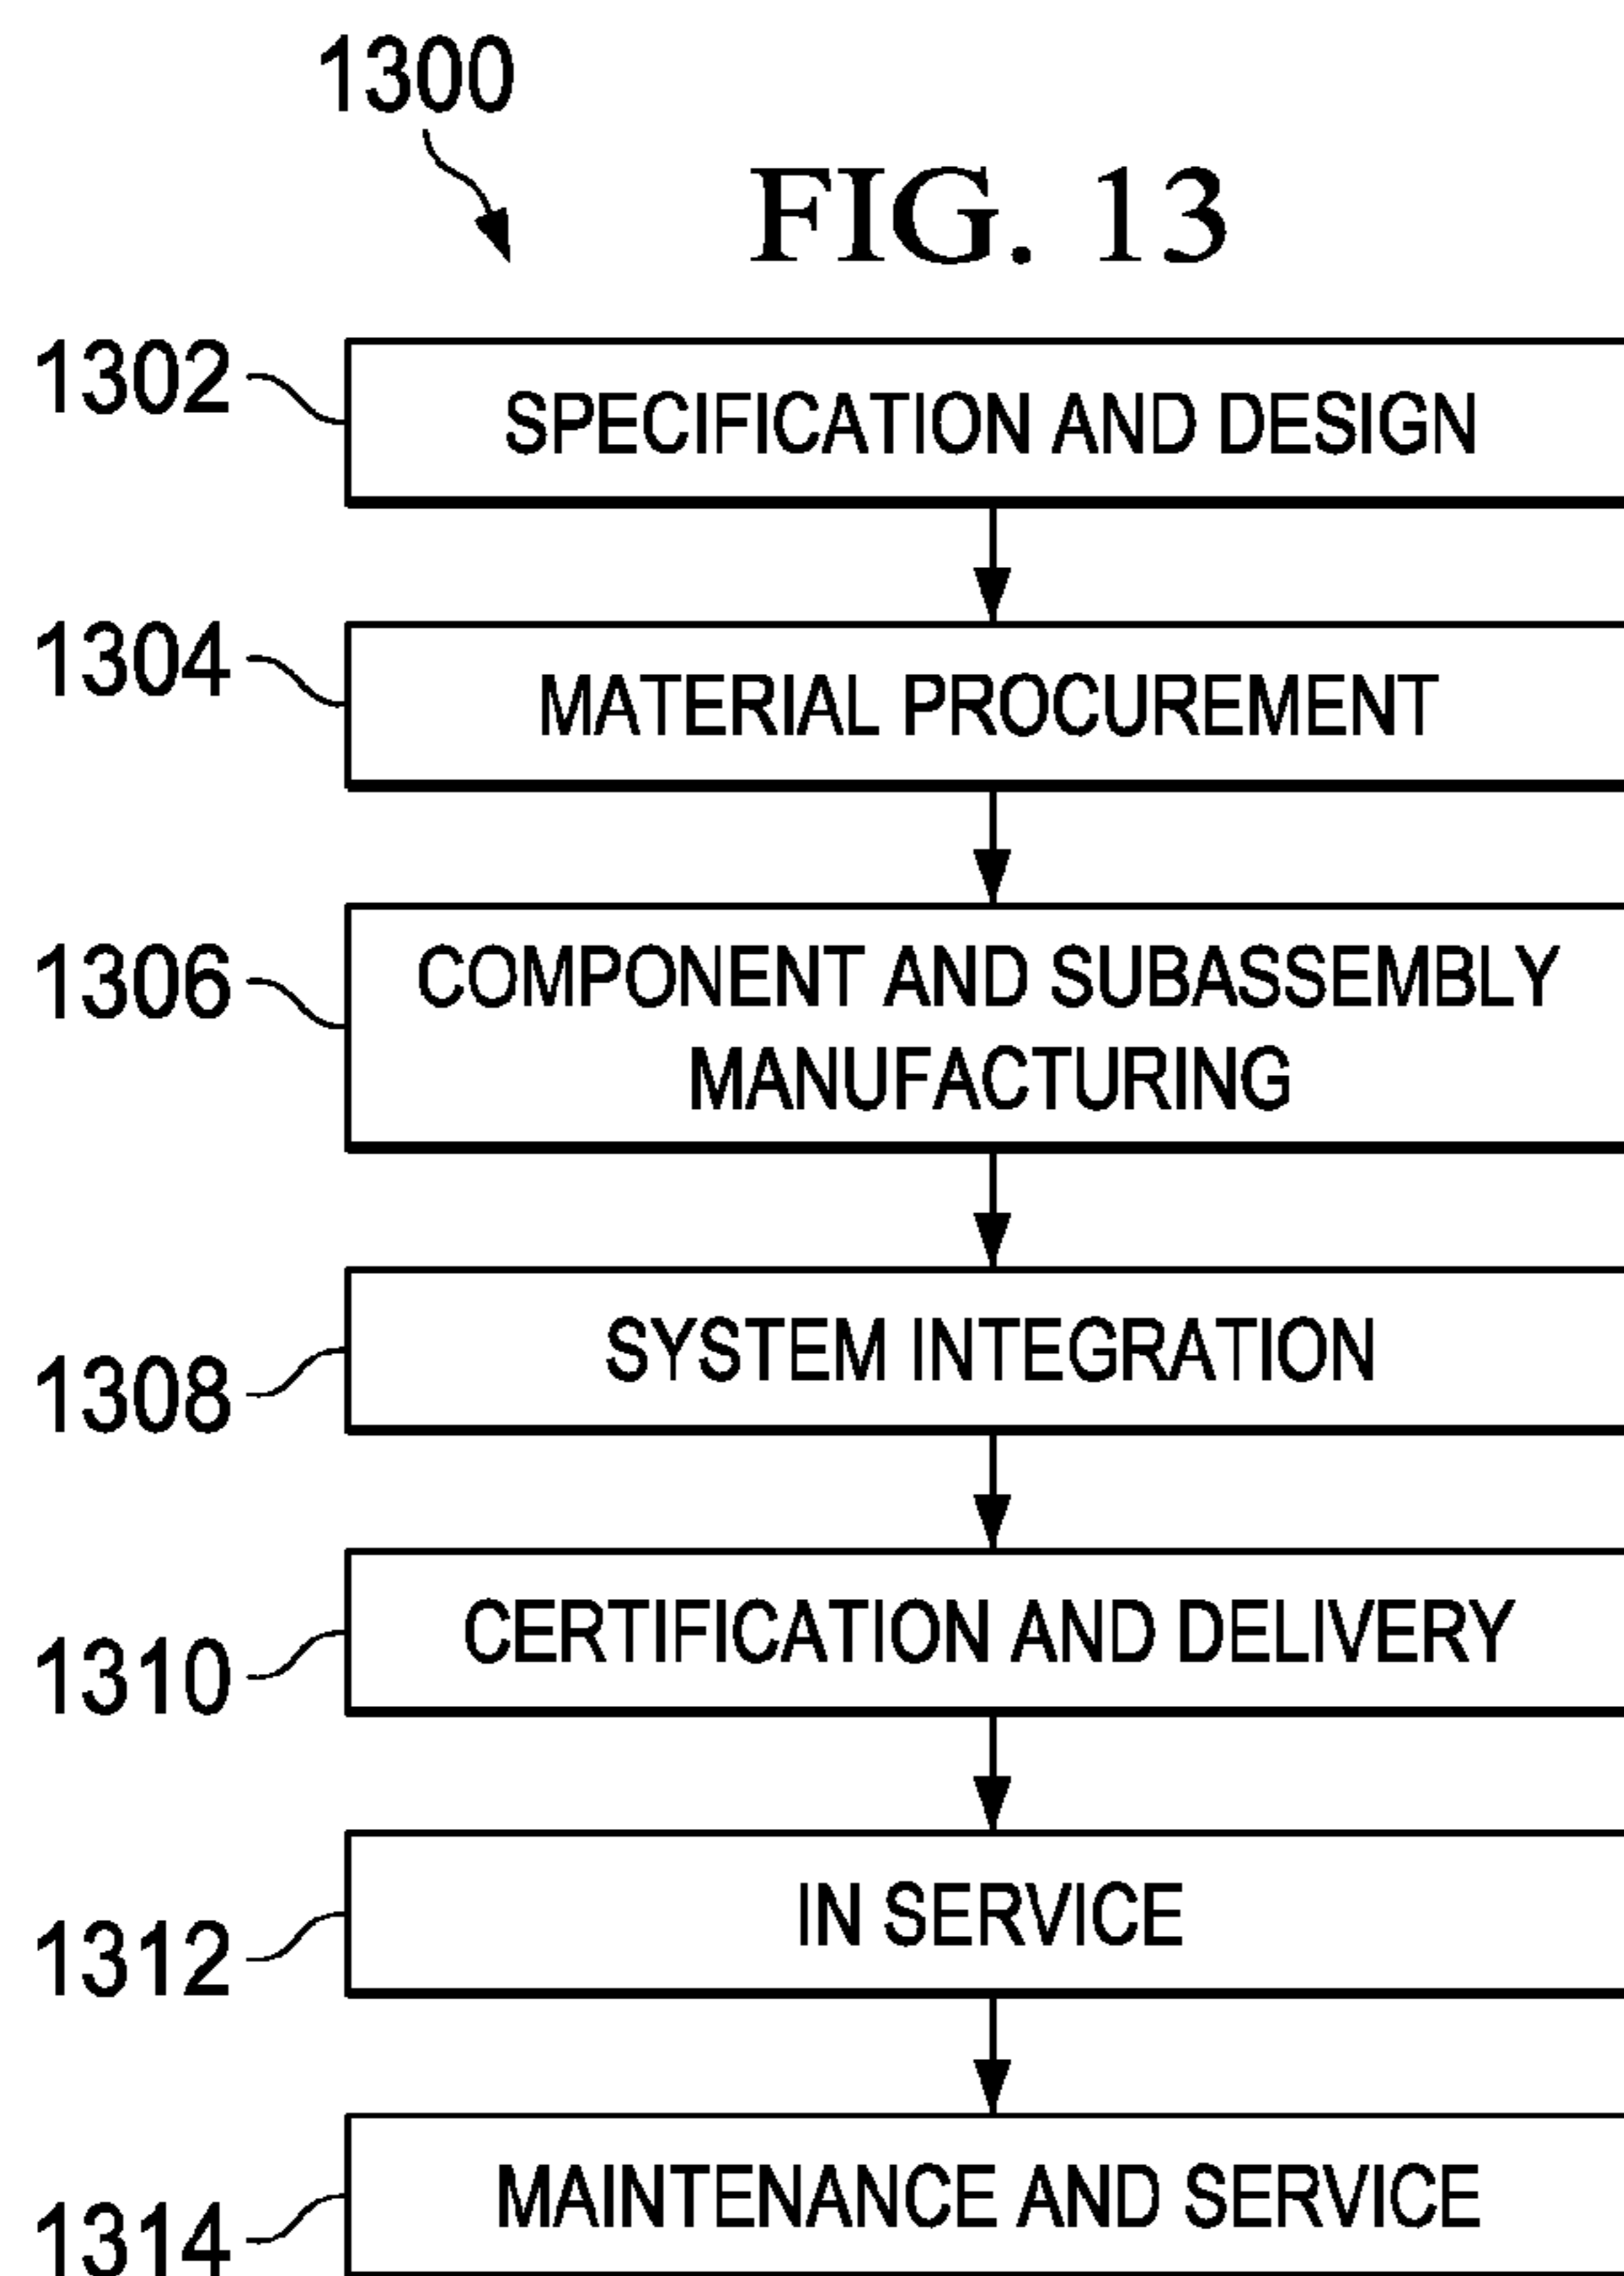 1300
FIG. 13
1302
SPECIFICATION AND DESIGN
1304
MATERIAL PROCUREMENT
1306
COMPONENT AND SUBASSEMBLY
MANUFACTURING
1308
SYSTEM INTEGRATION
1310
CERTIFICATION AND DELIVERY
1312
IN SERVICE
1314
MAINTENANCE AND SERVICE